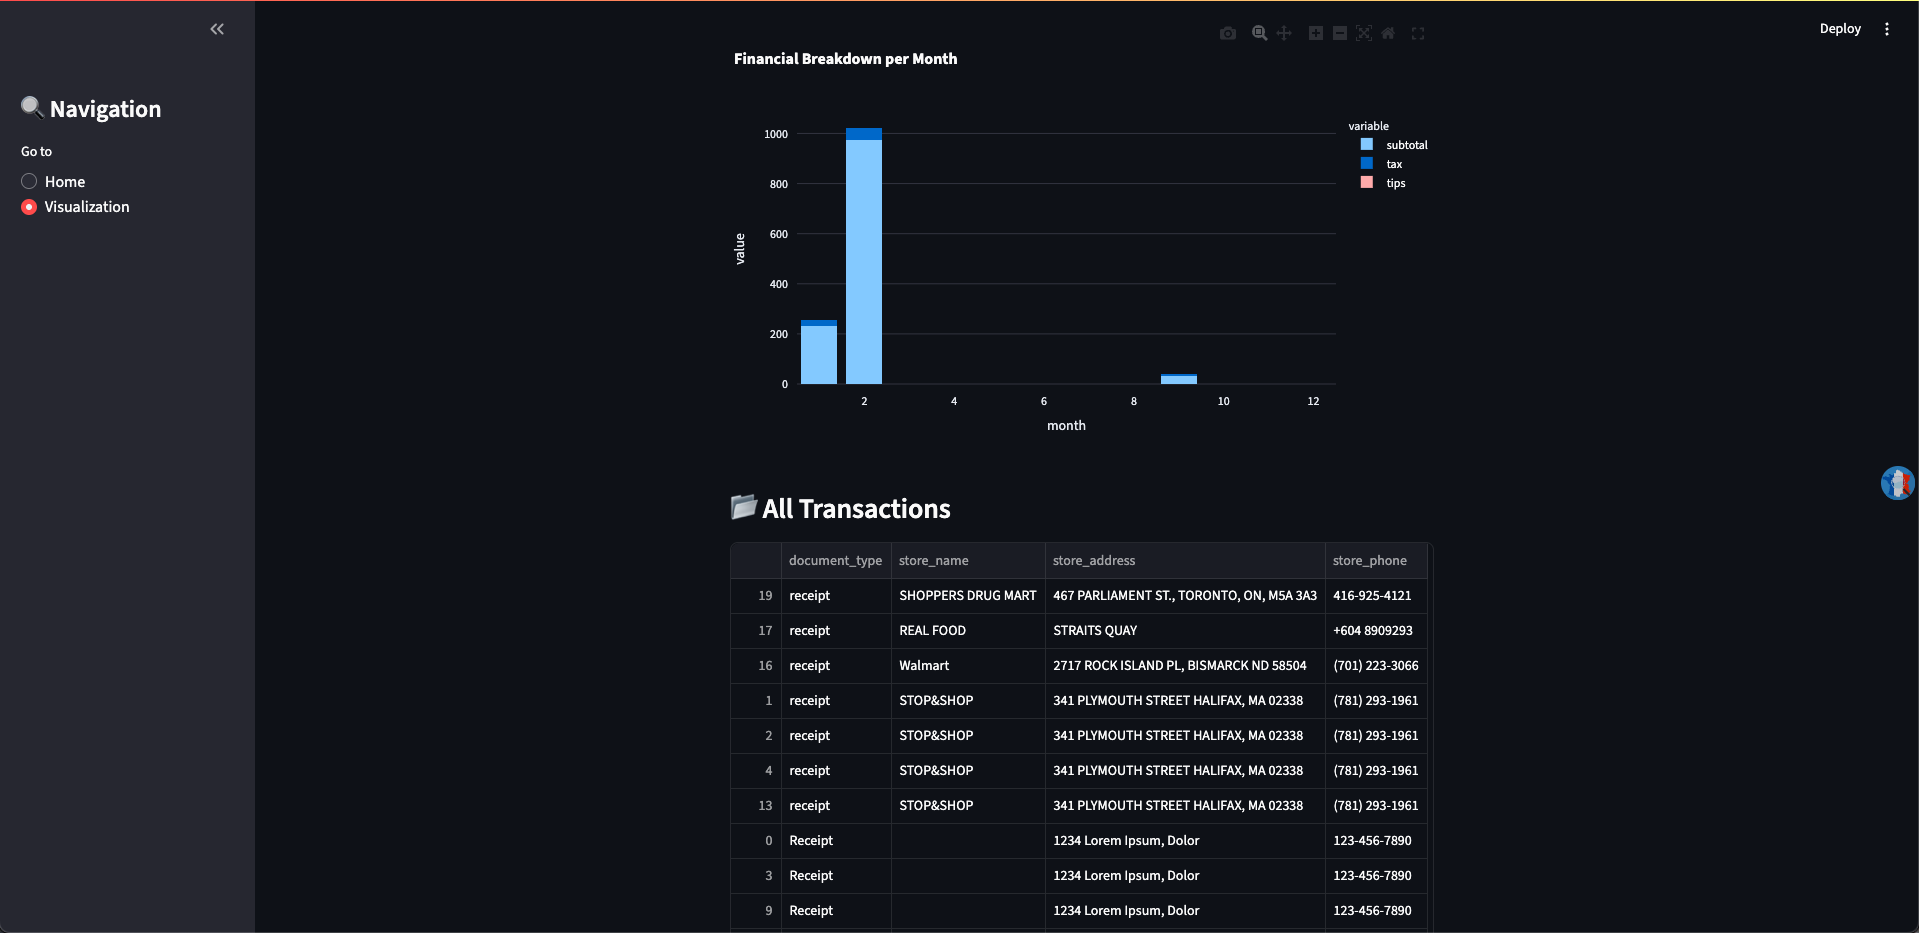 Deploy
Navigation
Go to
Home
Visualization
Financial Breakdown per Month
1000
800
600
400
200
0
value
2 4 6 8 10 12
month
variable
subtotal
tax
tips
All Transactions
document_type store_name store_address store_phone
19 receipt SHOPPERS DRUG MART 467 PARLIAMENT ST., TORONTO, ON, M5A 3A3 416-925-4121
17 receipt REAL FOOD STRAITS QUAY +604 8909293
16 receipt Walmart 2717 ROCK ISLAND PL, BISMARCK ND 58504 (701) 223-3066
1 receipt STOP&SHOP 341 PLYMOUTH STREET HALIFAX, MA 02338 (781) 293-1961
2 receipt STOP&SHOP 341 PLYMOUTH STREET HALIFAX, MA 02338 (781) 293-1961
4 receipt STOP&SHOP 341 PLYMOUTH STREET HALIFAX, MA 02338 (781) 293-1961
13 receipt STOP&SHOP 341 PLYMOUTH STREET HALIFAX, MA 02338 (781) 293-1961
0 Receipt 1234 Lorem Ipsum, Dolor 123-456-7890
3 Receipt 1234 Lorem Ipsum, Dolor 123-456-7890
9 Receipt 1234 Lorem Ipsum, Dolor 123-456-7890